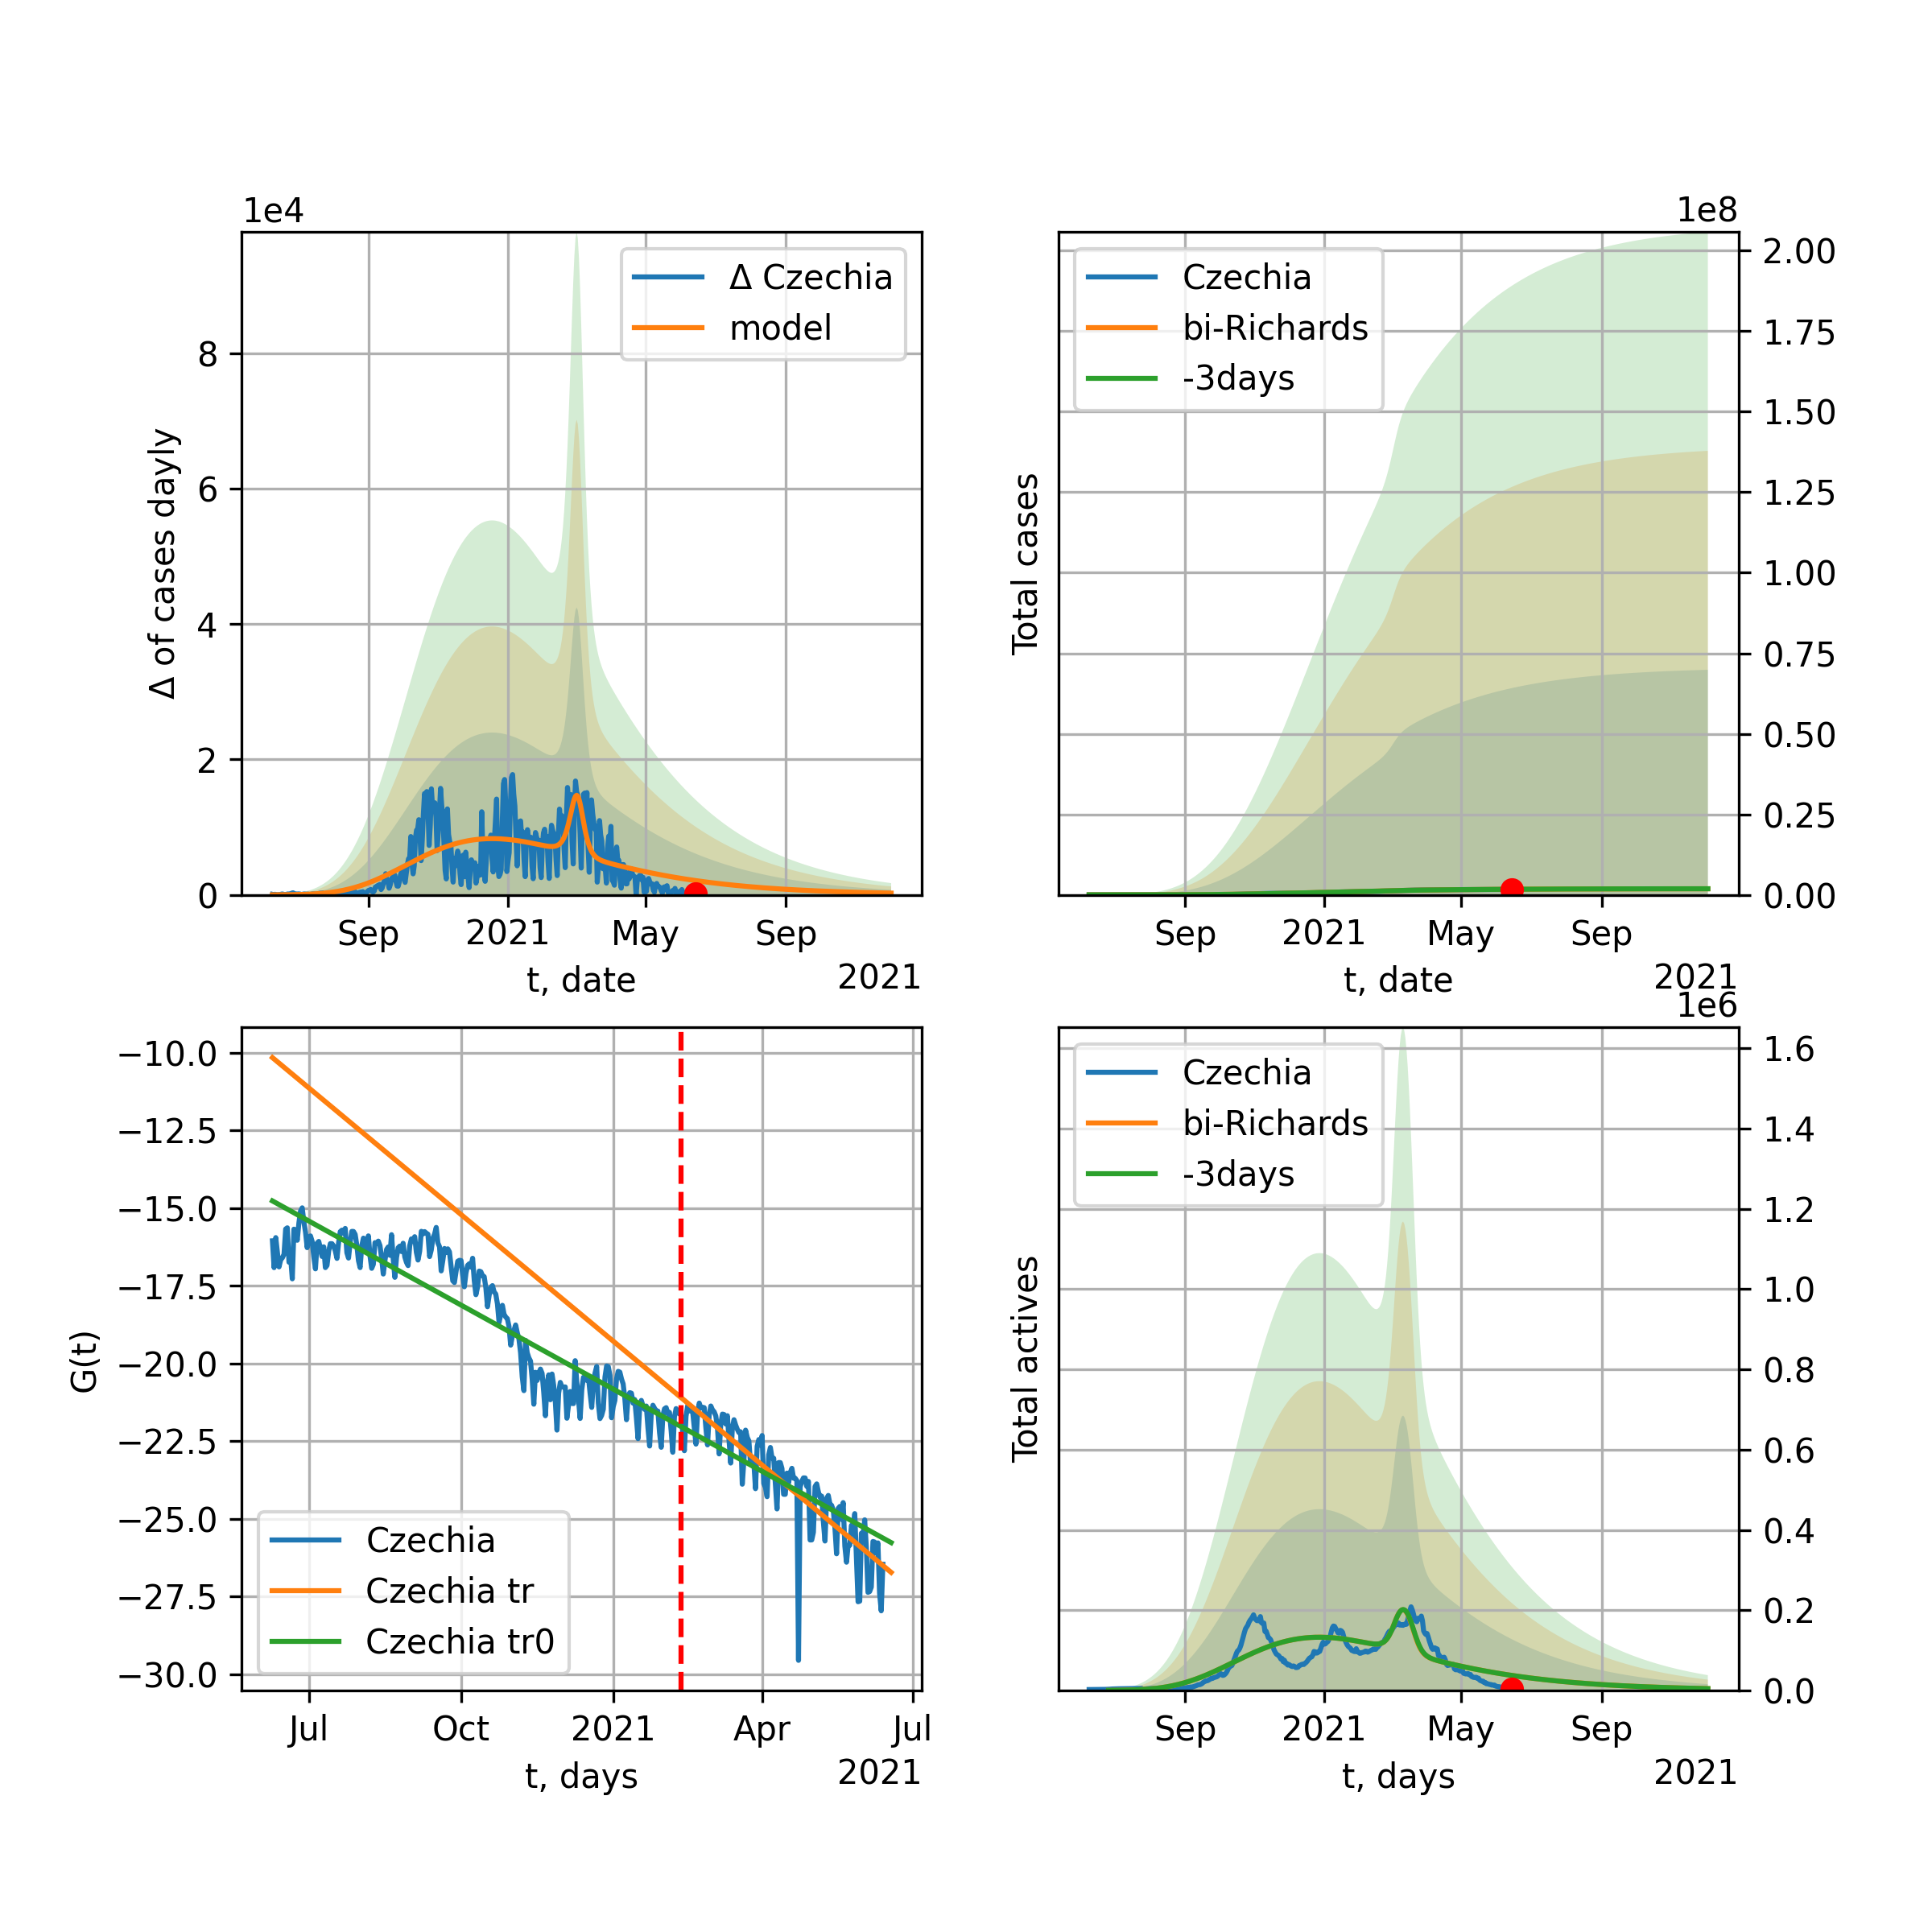 1e4
Δ of cases dayly
8
6
4
2
0
Δ Czechia
model
Sep
2021
May
Sep
t, date
2021
1e8
Total cases
Czechia
bi-Richards
-3days
2.00
1.75
1.50
1.25
1.00
0.75
0.50
0.25
0.00
Sep
2021
May
Sep
t, date
2021
G(t)
−10.0
−12.5
−15.0
−17.5
−20.0
−22.5
−25.0
−27.5
−30.0
Czechia
Czechia tr
Czechia tr0
Jul
Oct
2021
Apr
Jul
t, days
2021
1e6
Total actives
Czechia
bi-Richards
-3days
1.6
1.4
1.2
1.0
0.8
0.6
0.4
0.2
0.0
Sep
2021
May
Sep
t, days
2021